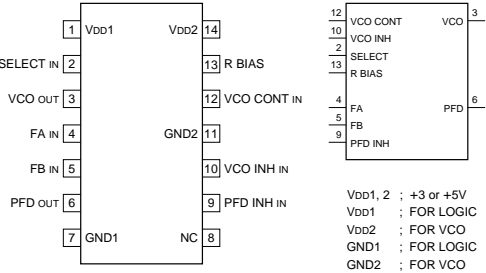 1 VDD1 VDD2 14
SELECT IN 2 13 R BIAS
VCO OUT 3 12 VCO CONT IN
FA IN 4 GND2 11
FB IN 5 10 VCO INH IN
PFD OUT 6 9 PFD INH IN
7 GND1 NC 8
12 VCO CONT VCO 3
10 VCO INH
2 SELECT
13 R BIAS
4 FA PFD 6
5 FB
9 PFD INH
VDD1, 2 ; +3 or +5V
VDD1 ; FOR LOGIC
VDD2 ; FOR VCO
GND1 ; FOR LOGIC
GND2 ; FOR VCO